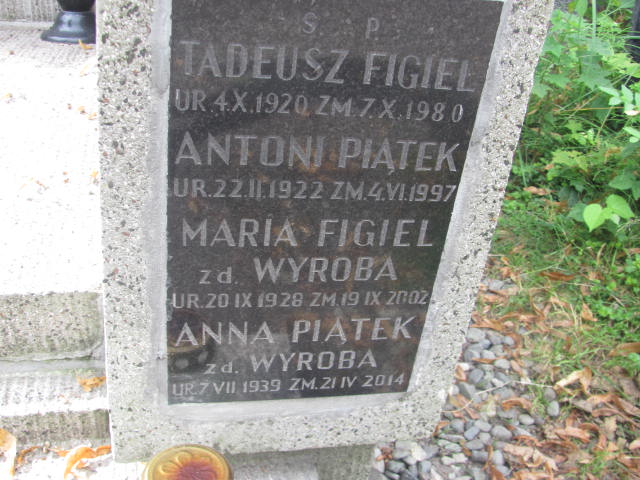 S P
TADEUSZ FIGIEL
UR.4.X.1920 ZM.7.X.1980
ANTONI PIĄTEK
UR.22.II.1922 ZM.4.VI.1997
MARIA FIGIEL
zd. WYROBA
UR.20 IX 1928 ZM.19 IX 2002
ANNA PIĄTEK
zd. WYROBA
UR.7 VII 1939 ZM.21 IV 2014